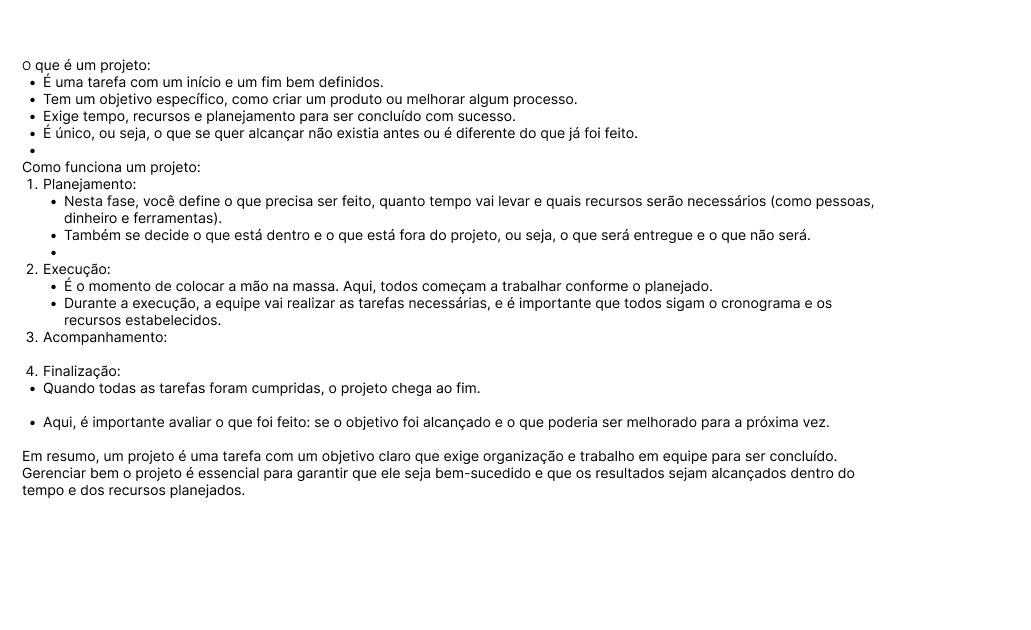 O que é um projeto:
• É uma tarefa com um início e um fim bem definidos.
• Tem um objetivo específico, como criar um produto ou melhorar algum processo.
• Exige tempo, recursos e planejamento para ser concluído com sucesso.
• É único, ou seja, o que se quer alcançar não existia antes ou é diferente do que já foi feito.
•
Como funciona um projeto:
1. Planejamento:
• Nesta fase, você define o que precisa ser feito, quanto tempo vai levar e quais recursos serão necessários (como pessoas,
dinheiro e ferramentas).
• Também se decide o que está dentro e o que está fora do projeto, ou seja, o que será entregue e o que não será.
•
2. Execução:
• É o momento de colocar a mão na massa. Aqui, todos começam a trabalhar conforme o planejado.
• Durante a execução, a equipe vai realizar as tarefas necessárias, e é importante que todos sigam o cronograma e os
recursos estabelecidos.
3. Acompanhamento:
4. Finalização:
• Quando todas as tarefas foram cumpridas, o projeto chega ao fim.
• Aqui, é importante avaliar o que foi feito: se o objetivo foi alcançado e o que poderia ser melhorado para a próxima vez.
Em resumo, um projeto é uma tarefa com um objetivo claro que exige organização e trabalho em equipe para ser concluído.
Gerenciar bem o projeto é essencial para garantir que ele seja bem-sucedido e que os resultados sejam alcançados dentro do
tempo e dos recursos planejados.